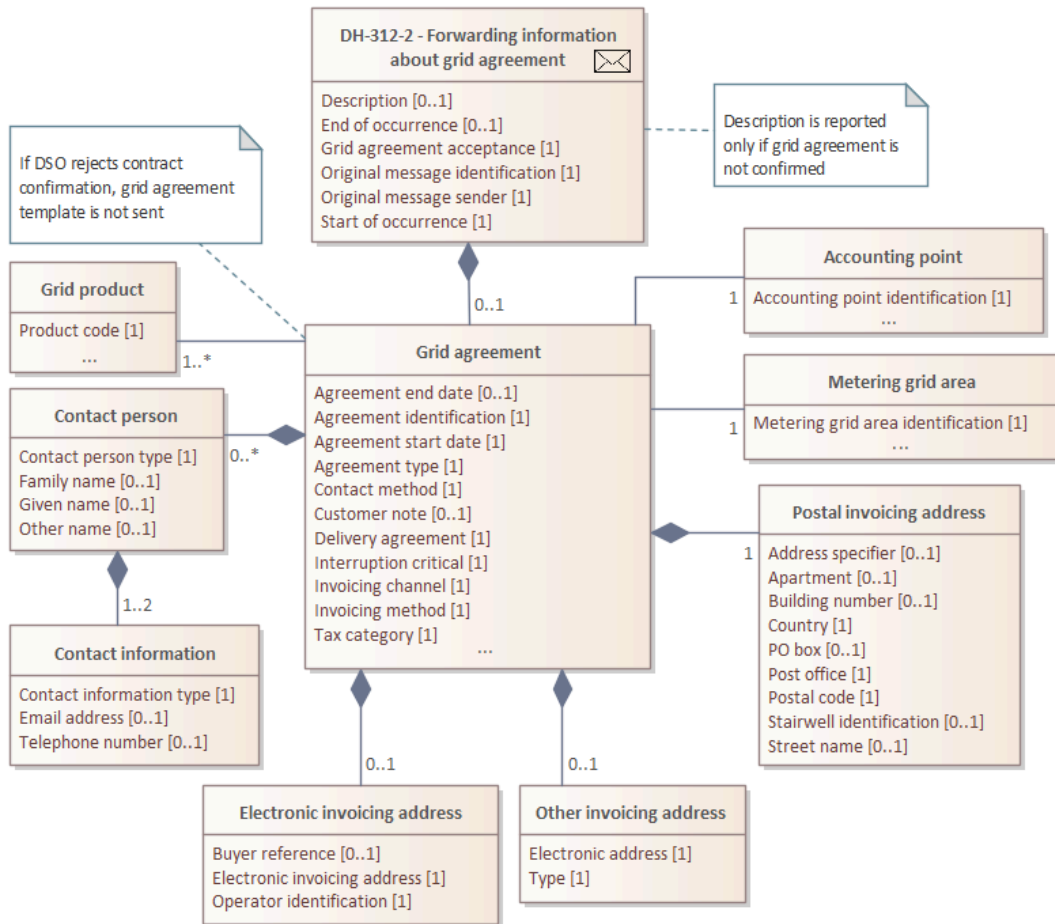 DH-312-2 - Forwarding information
about grid agreement
Description [0..1]
End of occurrence [0..1]
Grid agreement acceptance [1]
Original message identification [1]
Original message sender [1]
Start of occurrence [1]
Description is reported
only if grid agreement is
not confirmed
If DSO rejects contract
confirmation, grid agreement
template is not sent
0..1
Accounting point
Accounting point identification [1]
...
1
Grid product
Product code [1]
...
1..*
Grid agreement
Agreement end date [0..1]
Agreement identification [1]
Agreement start date [1]
Agreement type [1]
Contact method [1]
Customer note [0..1]
Delivery agreement [1]
Interruption critical [1]
Invoicing channel [1]
Invoicing method [1]
Tax category [1]
...
Metering grid area
Metering grid area identification [1]
...
1
Contact person
Contact person type [1]
Family name [0..1]
Given name [0..1]
Other name [0..1]
0..*
1..2
Postal invoicing address
Address specifier [0..1]
Apartment [0..1]
Building number [0..1]
Country [1]
PO box [0..1]
Post office [1]
Postal code [1]
Stairwell identification [0..1]
Street name [0..1]
1
Contact information
Contact information type [1]
Email address [0..1]
Telephone number [0..1]
0..1
0..1
Electronic invoicing address
Buyer reference [0..1]
Electronic invoicing address [1]
Operator identification [1]
Other invoicing address
Electronic address [1]
Type [1]